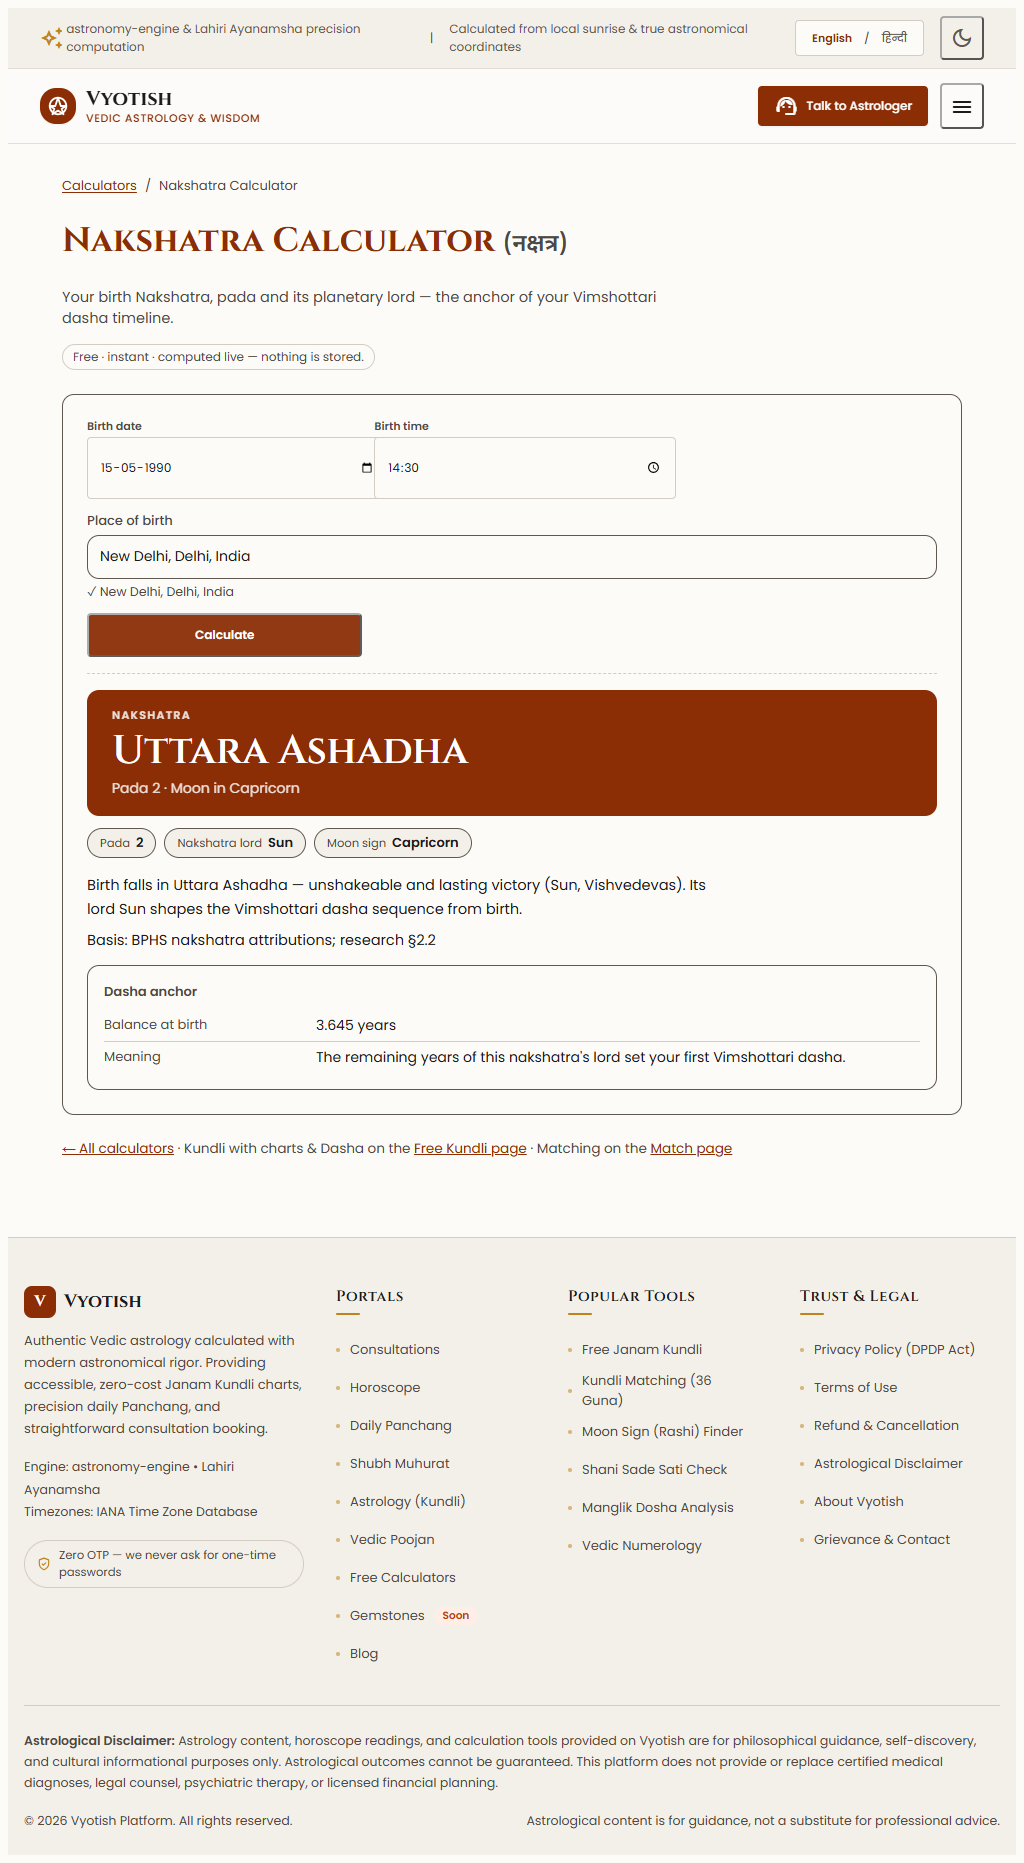 astronomy-engine & Lahiri Ayanamsha precision
computation
|
Calculated from local sunrise & true astronomical
coordinates
English / हिन्दी
Vyotish
VEDIC ASTROLOGY & WISDOM
Talk to Astrologer
Calculators / Nakshatra Calculator
Nakshatra Calculator (नक्षत्र)
Your birth Nakshatra, pada and its planetary lord — the anchor of your Vimshottari
dasha timeline.
Free · instant · computed live — nothing is stored.
Birth date
Birth time
15-05-1990
14:30
Place of birth
New Delhi, Delhi, India
✓ New Delhi, Delhi, India
Calculate
NAKSHATRA
Uttara Ashadha
Pada 2 · Moon in Capricorn
Pada 2
Nakshatra lord Sun
Moon sign Capricorn
Birth falls in Uttara Ashadha — unshakeable and lasting victory (Sun, Vishvedevas). Its
lord Sun shapes the Vimshottari dasha sequence from birth.
Basis: BPHS nakshatra attributions; research §2.2
Dasha anchor
Balance at birth 3.645 years
Meaning The remaining years of this nakshatra's lord set your first Vimshottari dasha.
← All calculators · Kundli with charts & Dasha on the Free Kundli page · Matching on the Match page
V Vyotish
Authentic Vedic astrology calculated with
modern astronomical rigor. Providing
accessible, zero-cost Janam Kundli charts,
precision daily Panchang, and
straightforward consultation booking.
Engine: astronomy-engine • Lahiri
Ayanamsha
Timezones: IANA Time Zone Database
Zero OTP — we never ask for one-time
passwords
Portals
Consultations
Horoscope
Daily Panchang
Shubh Muhurat
Astrology (Kundli)
Vedic Poojan
Free Calculators
Gemstones Soon
Blog
Popular Tools
Free Janam Kundli
Kundli Matching (36
Guna)
Moon Sign (Rashi) Finder
Shani Sade Sati Check
Manglik Dosha Analysis
Vedic Numerology
Trust & Legal
Privacy Policy (DPDP Act)
Terms of Use
Refund & Cancellation
Astrological Disclaimer
About Vyotish
Grievance & Contact
Astrological Disclaimer: Astrology content, horoscope readings, and calculation tools provided on Vyotish are for philosophical guidance, self-discovery,
and cultural informational purposes only. Astrological outcomes cannot be guaranteed. This platform does not provide or replace certified medical
diagnoses, legal counsel, psychiatric therapy, or licensed financial planning.
© 2026 Vyotish Platform. All rights reserved.
Astrological content is for guidance, not a substitute for professional advice.